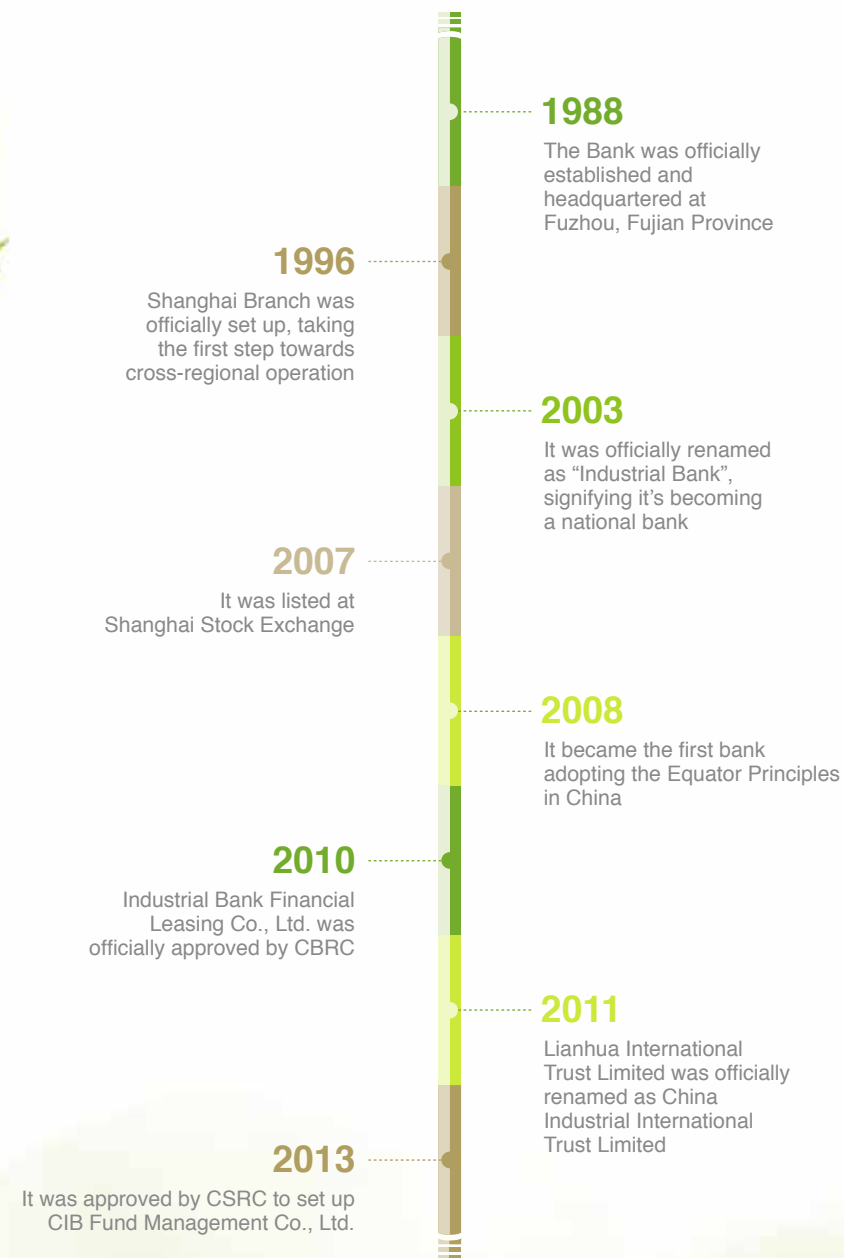 1988
The Bank was officially
established and
headquartered at
Fuzhou, Fujian Province
1996
Shanghai Branch was
officially set up, taking
the first step towards
cross-regional operation
2003
It was officially renamed
as “Industrial Bank”,
signifying it’s becoming
a national bank
2007
It was listed at
Shanghai Stock Exchange
2008
It became the first bank
adopting the Equator Principles
in China
2010
Industrial Bank Financial
Leasing Co., Ltd. was
officially approved by CBRC
2011
Lianhua International
Trust Limited was officially
renamed as China
Industrial International
Trust Limited
2013
It was approved by CSRC to set up
CIB Fund Management Co., Ltd.